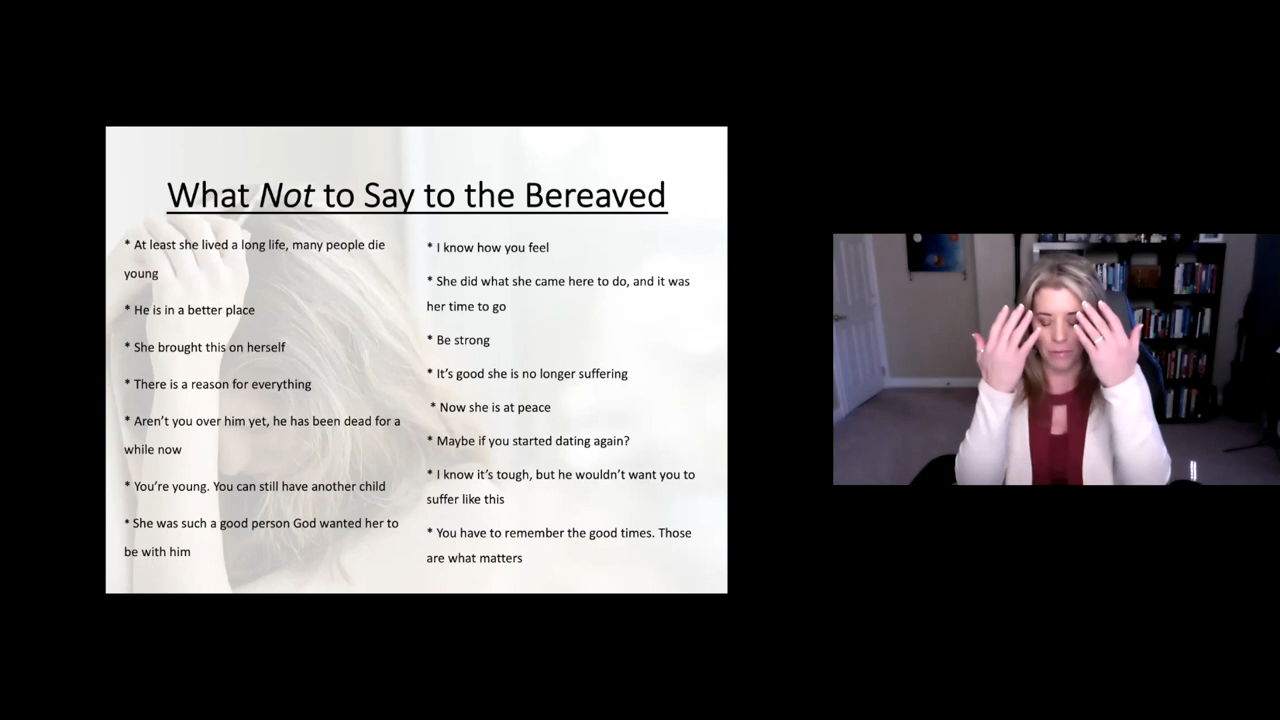 What Not to Say to the Bereaved
* At least she lived a long life, many people die
young
* He is in a better place
* She brought this on herself
* There is a reason for everything
* Aren’t you over him yet, he has been dead for a
while now
* You’re young. You can still have another child
* She was such a good person God wanted her to
be with him
* I know how you feel
* She did what she came here to do, and it was
her time to go
* Be strong
* It’s good she is no longer suffering
* Now she is at peace
* Maybe if you started dating again?
* I know it’s tough, but he wouldn’t want you to
suffer like this
* You have to remember the good times. Those
are what matters